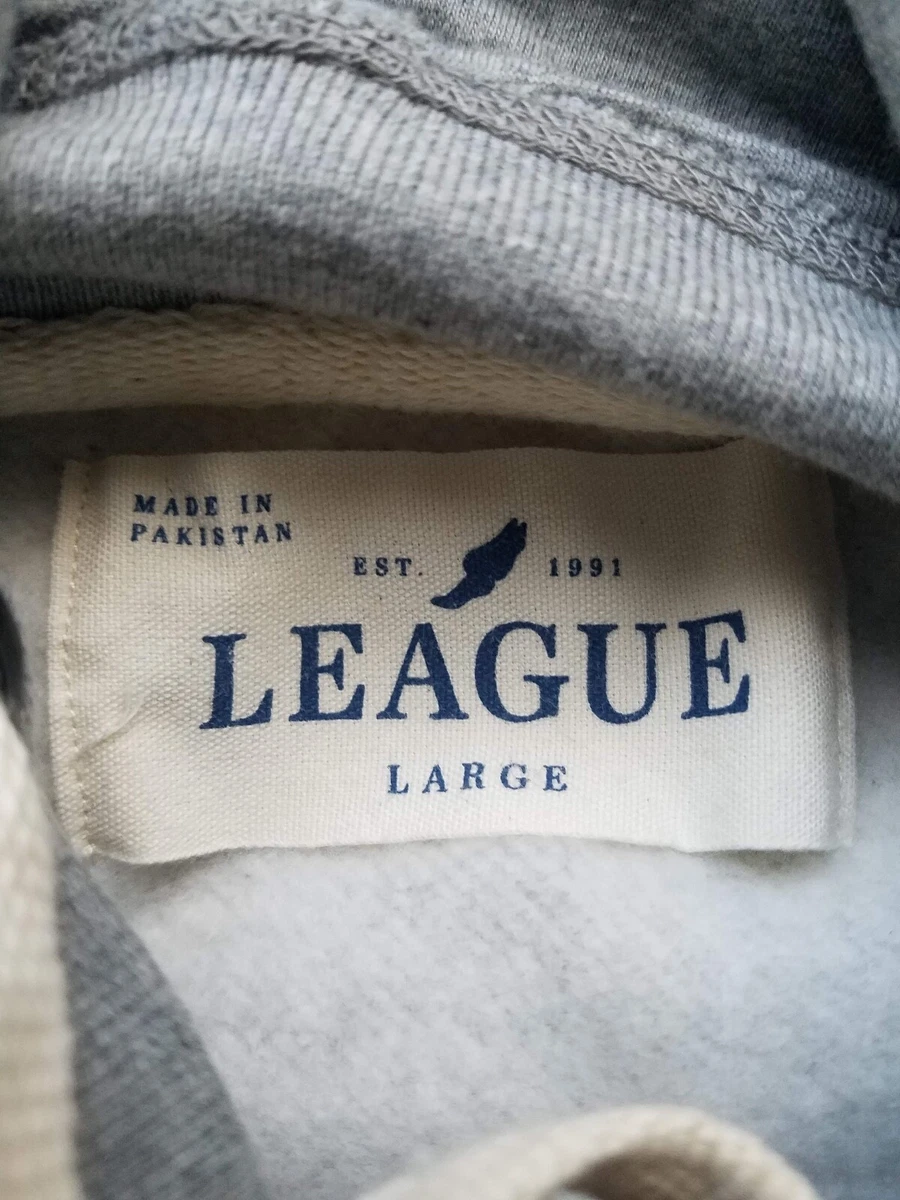 MADE IN
PAKISTAN
EST. 1991
LEAGUE
LARGE